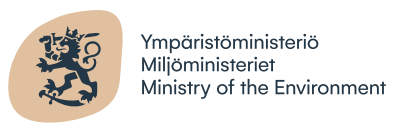 Ympäristöministeriö
Miljöministeriet
Ministry of the Environment